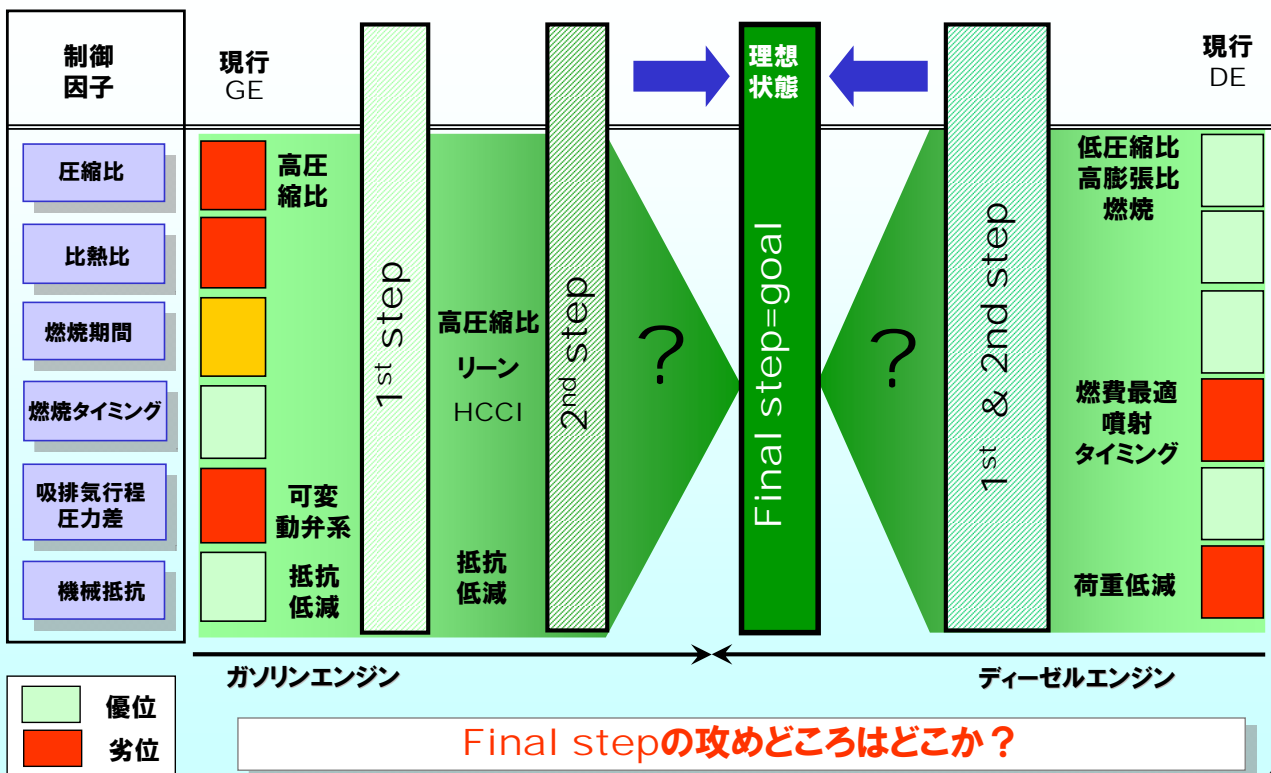 制御
因子
現行
GE
1st step
2nd step
理想
状態
Final step=goal
1st & 2nd step
現行
DE
圧縮比
比熱比
燃焼期間
燃焼タイミング
吸排気行程
圧力差
機械抵抗
高圧
縮比
可変
動弁系
抵抗
低減
高圧縮比
リーン
HCCI
抵抗
低減
?
?
低圧縮比
高膨張比
燃焼
燃費最適
噴射
タイミング
荷重低減
ガソリンエンジン
ディーゼルエンジン
優位
劣位
Final stepの攻めどころはどこか？